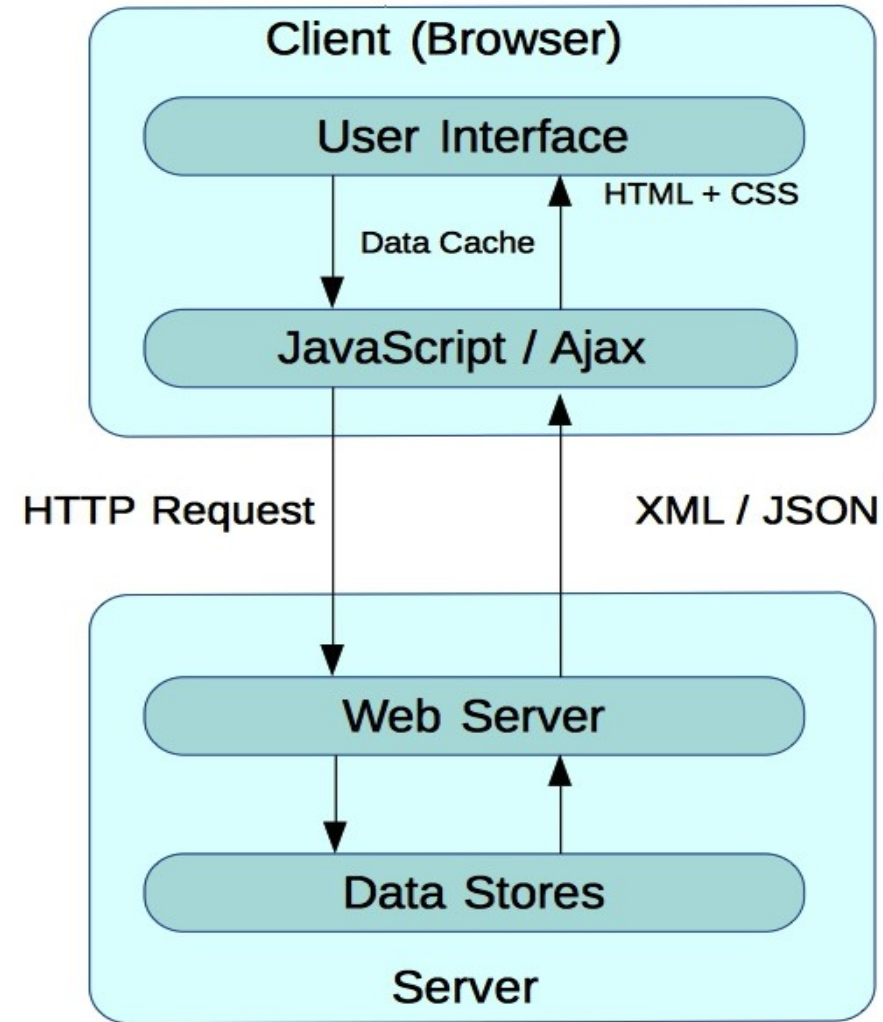 Client (Browser)
User Interface
HTML + CSS
Data Cache
JavaScript / Ajax
HTTP Request
XML / JSON
Web Server
Data Stores
Server